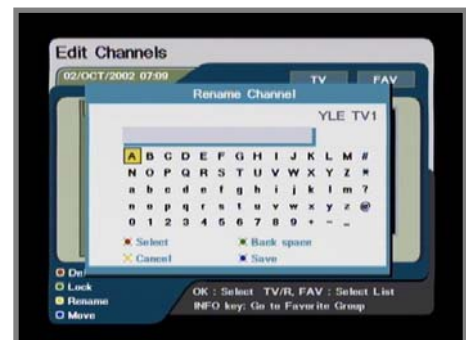 Edit Channels
02/OCT/2002 07:09
TV FAV
Rename Channel
YLE TV1
A B C D E F G H I J K L M #
N O P Q R S T U V W X Y Z *
a b c d e f g h i j k l m ?
n o p q r s t u v w x y z @
0 1 2 3 4 5 6 7 8 9 + - _
Select Back space
Cancel Save
De
Lock
Rename
Move
OK : Select TV/R, FAV : Select List
INFO key: Go to Favorite Group